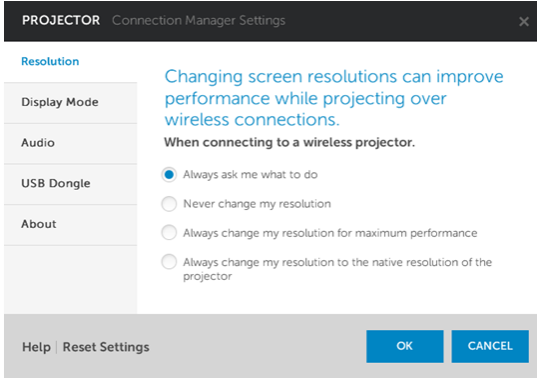 PROJECTOR Connection Manager Settings
Resolution
Display Mode
Audio
USB Dongle
About
Changing screen resolutions can improve
performance while projecting over
wireless connections.
When connecting to a wireless projector.
Always ask me what to do
Never change my resolution
Always change my resolution for maximum performance
Always change my resolution to the native resolution of the
projector
Help | Reset Settings
OK
CANCEL